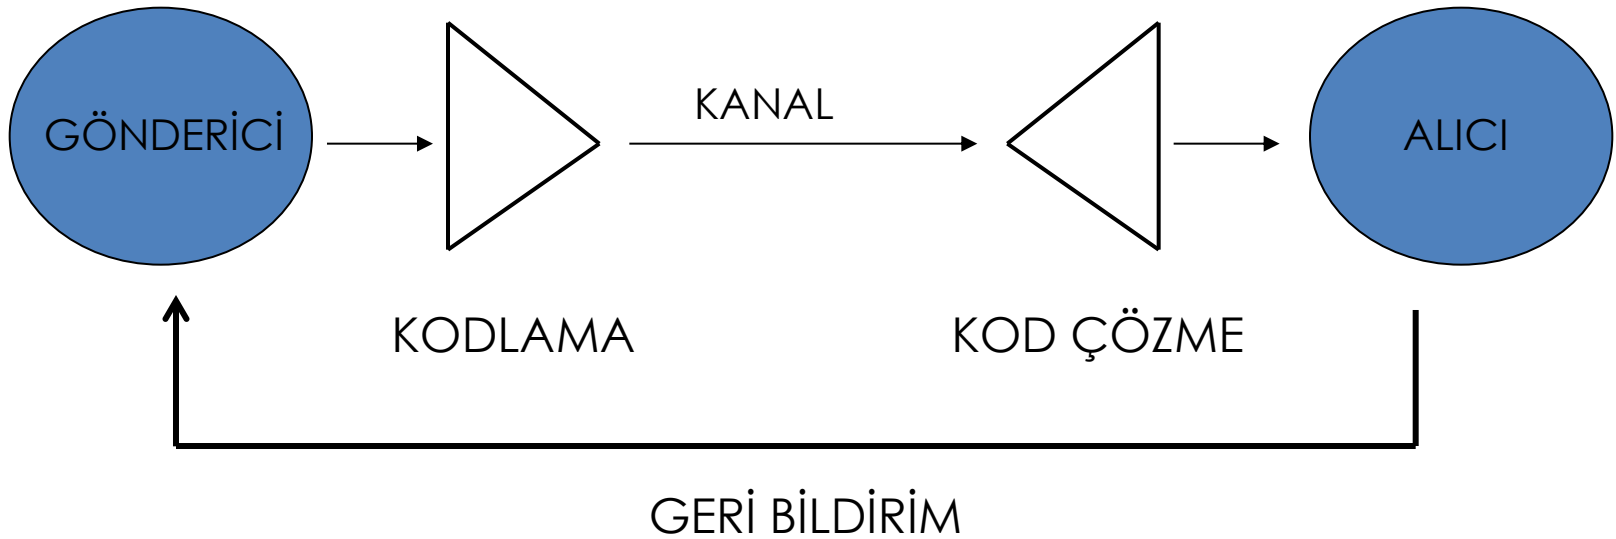 GÖNDERİCİ
KANAL
ALICI
KODLAMA
KOD ÇÖZME
GERİ BİLDİRİM